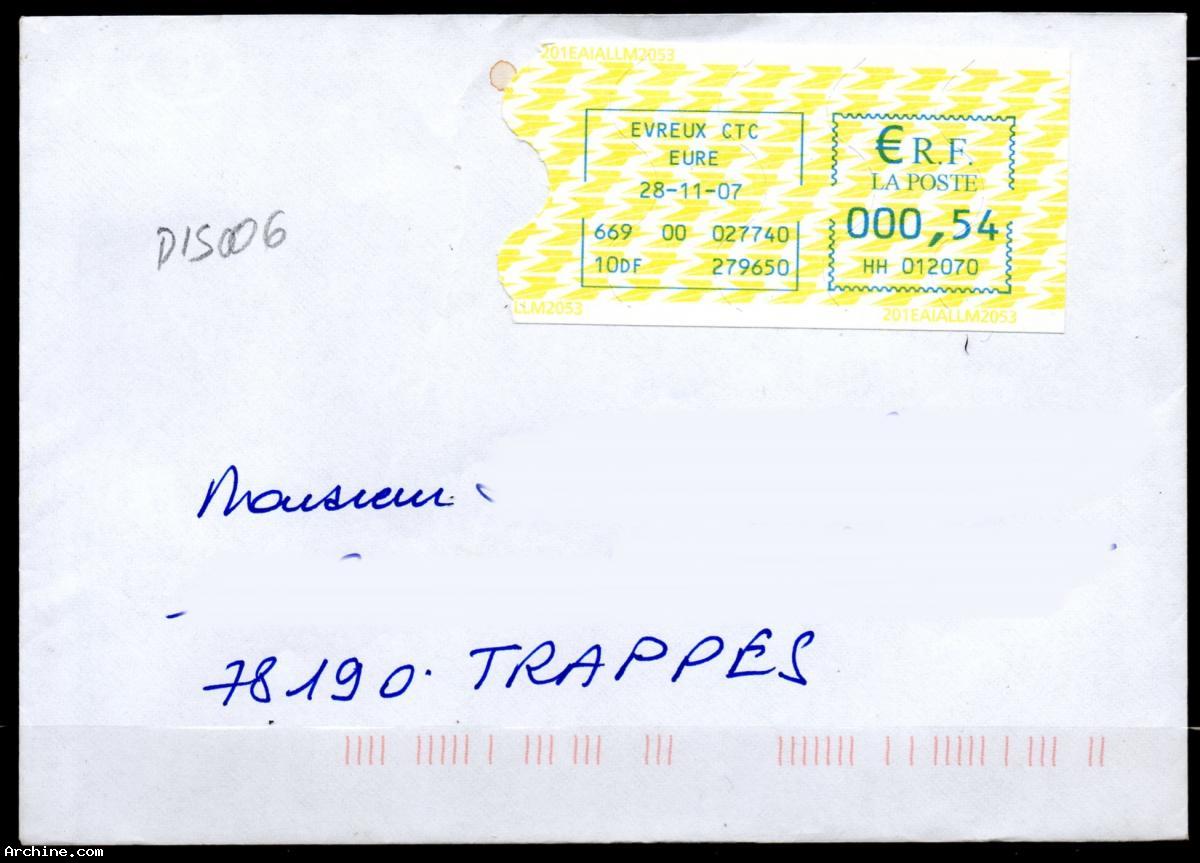 201EAIALLM2053
EVREUX CTC
EURE
28-11-07
669 00 027740
10DF 279650
€ R.F.
LA POSTE
000,54
HH 012070
LLM2053
201EAIALLM2053
DIS006
Monsieur
78190. TRAPPES
Archine.com